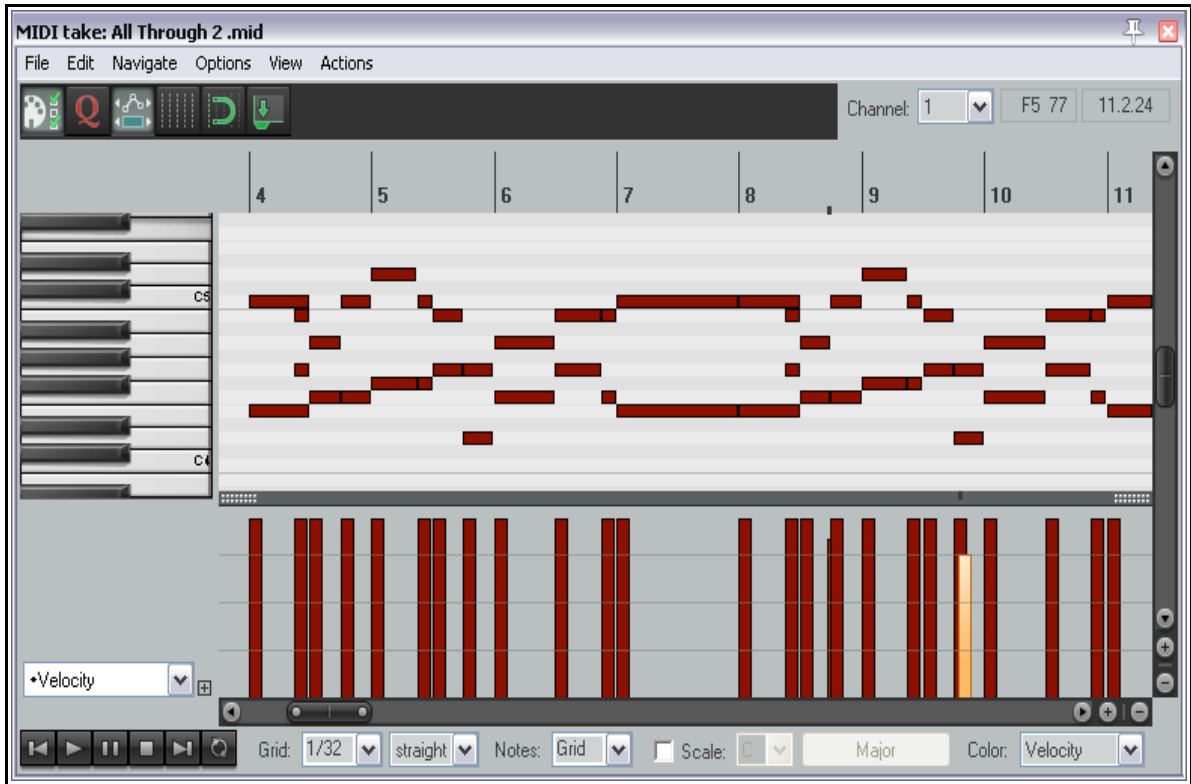 MIDI take: All Through 2 .mid
File Edit Navigate Options View Actions
Q
Channel: 1 F5 77 11.2.24
4 5 6 7 8 9 10 11
C5
C4
•Velocity
Grid: 1/32 straight Notes: Grid Scale: C Major Color: Velocity